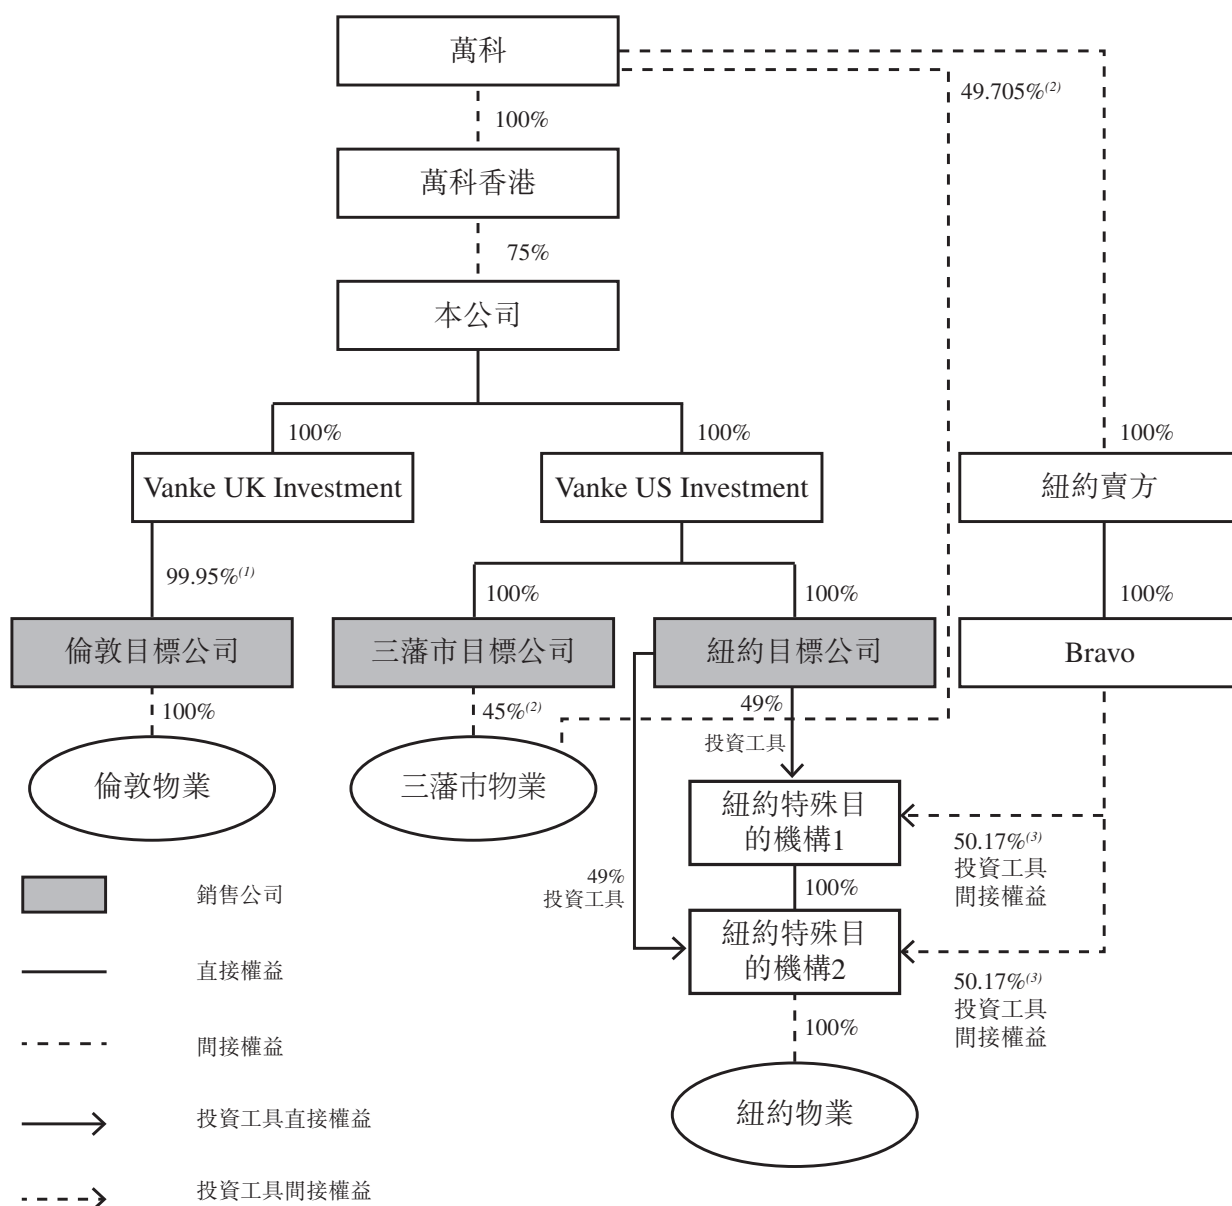 萬科
49.705%(2)
100%
萬科香港
75%
本公司
100%
100%
100%
Vanke UK Investment
Vanke US Investment
紐約賣方
99.95%(1)
100%
100%
100%
倫敦目標公司
三藩市目標公司
紐約目標公司
Bravo
100%
45%(2)
49%
投資工具
倫敦物業
三藩市物業
紐約特殊目
的機構1
50.17%(3)
投資工具
間接權益
49%
投資工具
100%
銷售公司
紐約特殊目
的機構2
直接權益
50.17%(3)
投資工具
間接權益
100%
間接權益
紐約物業
投資工具直接權益
投資工具間接權益